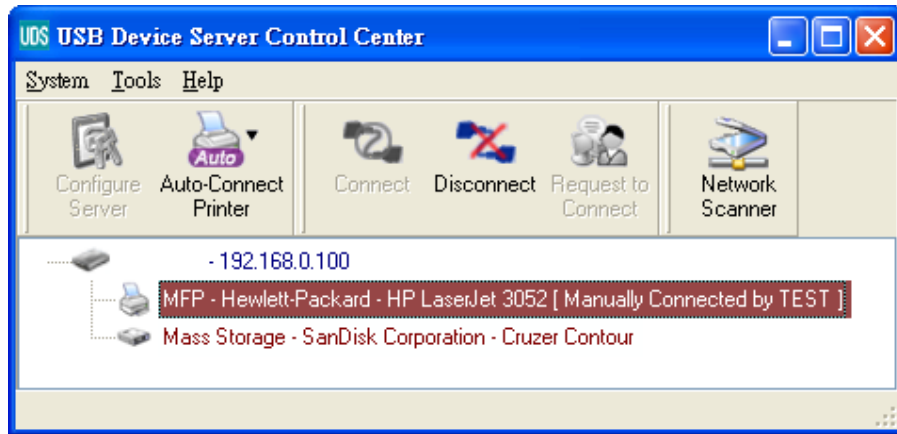 UDS USB Device Server Control Center
System Tools Help
Configure Server
Auto
Auto-Connect Printer
Connect
Disconnect
Request to Connect
Network Scanner
- 192.168.0.100
MFP - Hewlett-Packard - HP LaserJet 3052 [ Manually Connected by TEST ]
Mass Storage - SanDisk Corporation - Cruzer Contour